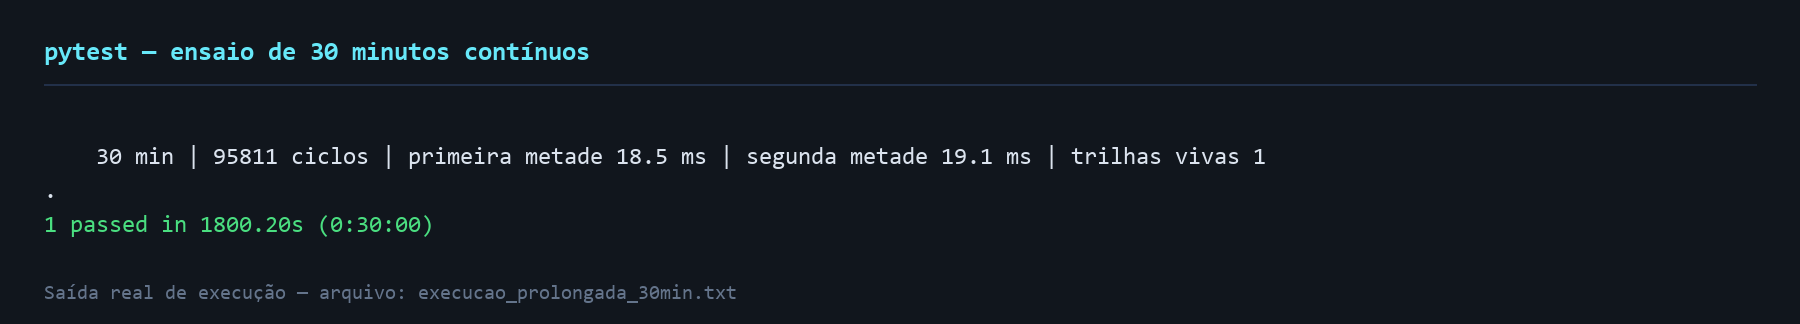 pytest — ensaio de 30 minutos contínuos
30 min | 95811 ciclos | primeira metade 18.5 ms | segunda metade 19.1 ms | trilhas vivas 1
.
1 passed in 1800.20s (0:30:00)
Saída real de execução — arquivo: execucao_prolongada_30min.txt